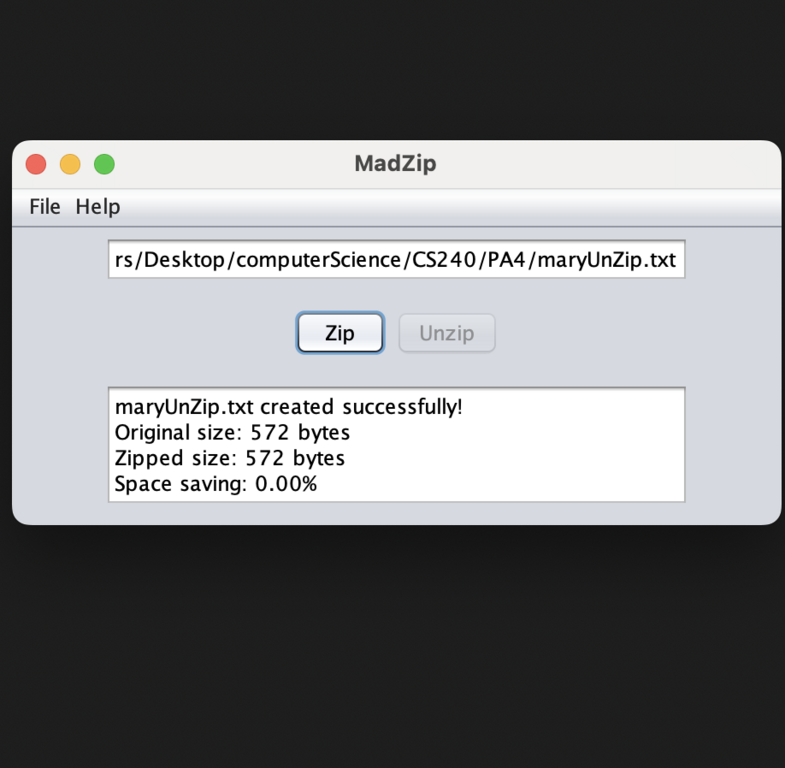 MadZip
File Help
rs/Desktop/computerScience/CS240/PA4/maryUnZip.txt
Zip Unzip
maryUnZip.txt created successfully!
Original size: 572 bytes
Zipped size: 572 bytes
Space saving: 0.00%